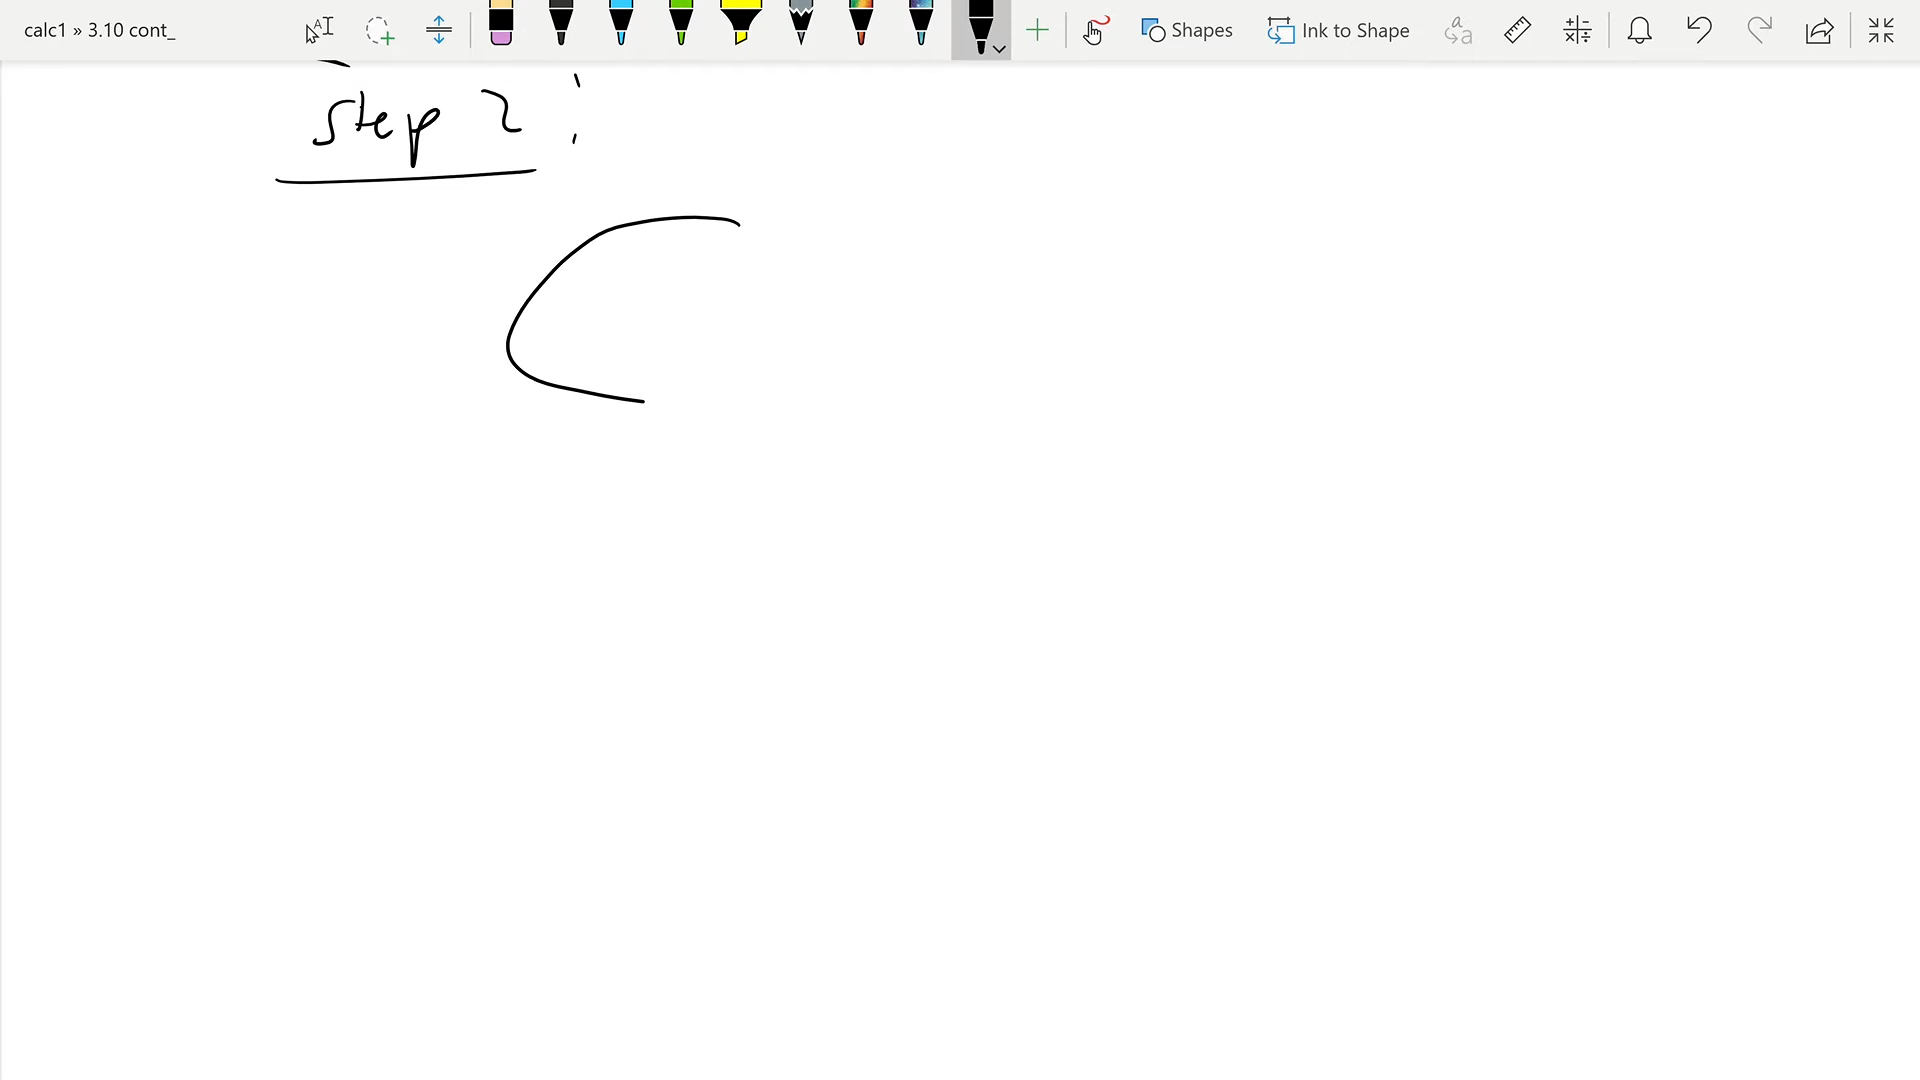 calc1 » 3.10 cont_
Shapes
Ink to Shape
step 2 :